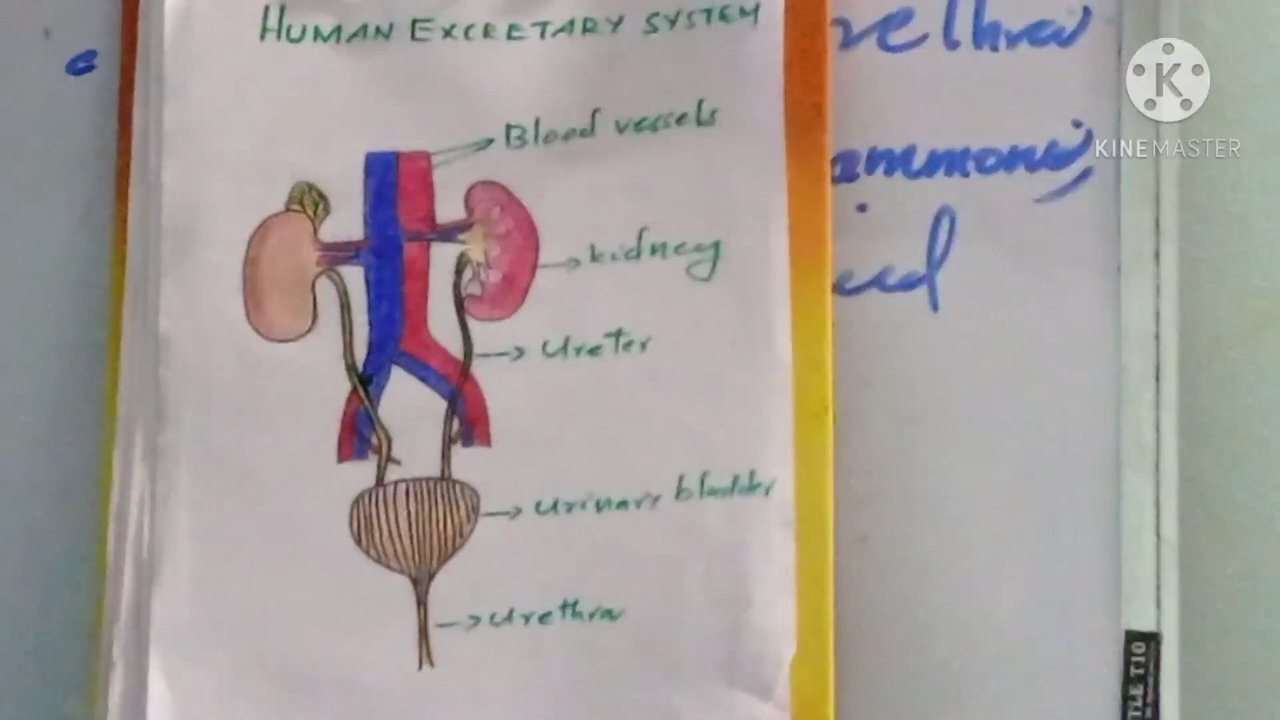 HUMAN EXCRETARY SYSTEM
Blood vessels
kidney
Ureter
Urinary bladder
Urethra
KINEMASTER